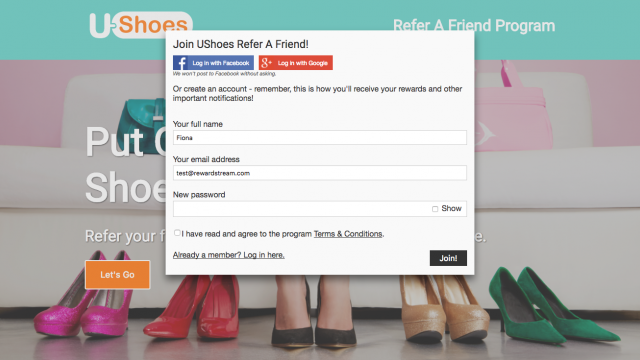 U-Shoes
Refer A Friend Program
Join UShoes Refer A Friend!
Log in with Facebook
g+ Log in with Google
We won't post to Facebook without asking.
Or create an account - remember, this is how you'll receive your rewards and other
important notifications!
Put
Shoe
Refer your f
e.
Let's Go
Your full name
Fiona
Your email address
test@rewardstream.com
New password
Show
I have read and agree to the program Terms & Conditions.
Already a member? Log in here.
Join!